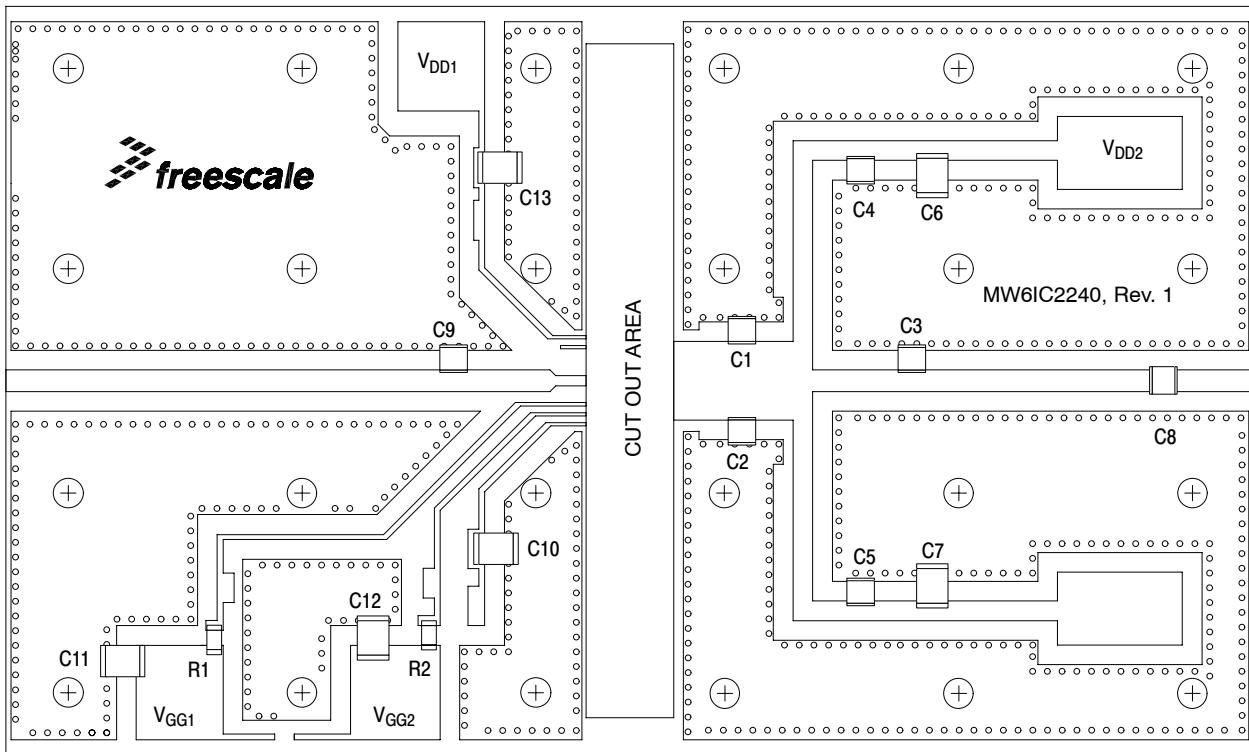 VDD1
freescale
C13
C9
CUT OUT AREA
VDD2
C4
C6
MW6IC2240, Rev. 1
C3
C1
C2
C8
C10
C12
C11
R1
R2
VGG1
VGG2
C5
C7